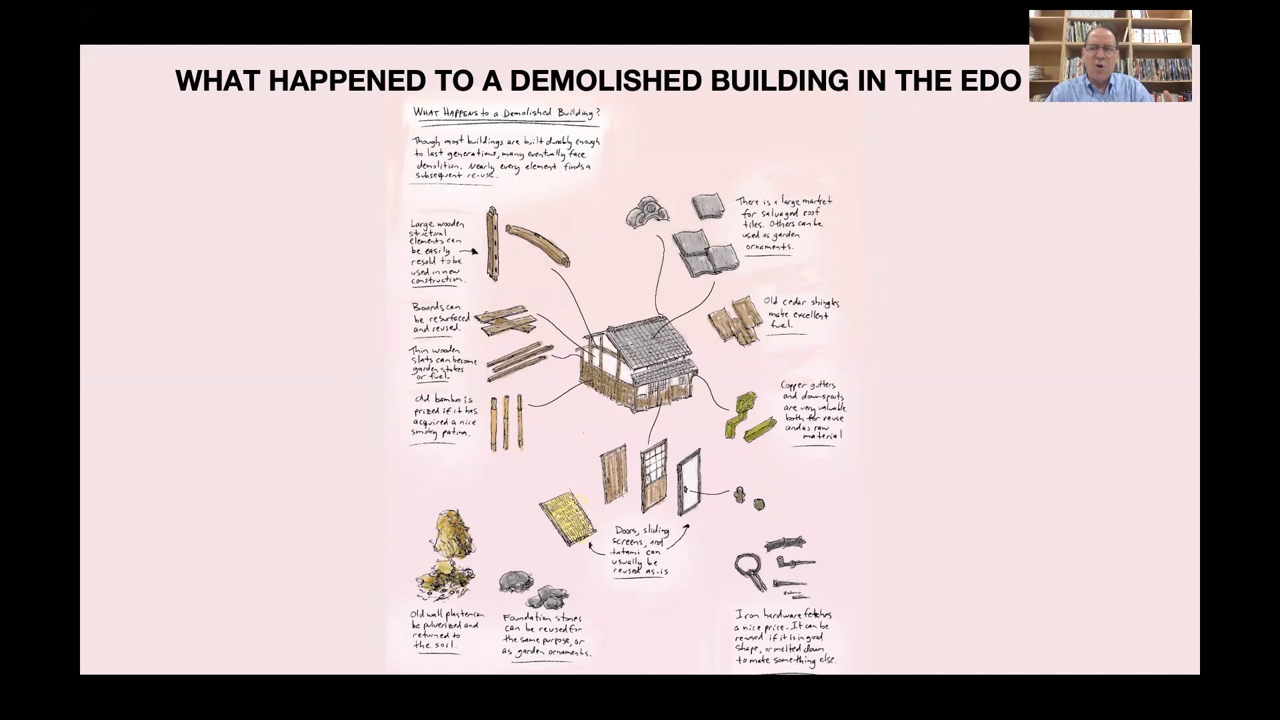 WHAT HAPPENED TO A DEMOLISHED BUILDING IN THE EDO
WHAT HAPPENS to a Demolished Building?
Though most buildings are built durably enough
to last generations, many eventually face
demolition. Nearly every element finds a
subsequent re-use.
Large wooden
structural
elements can
be easily
resold to be
used in new
construction.
There is a large market
for salvaged roof
tiles. Others can be
used as garden
ornaments.
Boards can
be resurfaced
and reused.
Old cedar shingles
make excellent
fuel.
Thin wooden
slats can become
garden stakes
or fuel.
Old bamboo is
prized if it has
acquired a nice
smoky patina.
Copper gutters
and downspouts
are very valuable
both for reuse
and as raw
material
Doors, sliding
screens, and
tatami can
usually be
reused as-is
Old wall plaster can
be pulverized and
returned to
the soil.
Foundation stones
can be reused for
the same purpose, or
as garden ornaments.
Iron hardware fetches
a nice price. It can be
reused if it is in good
shape, or melted down
to make something else.